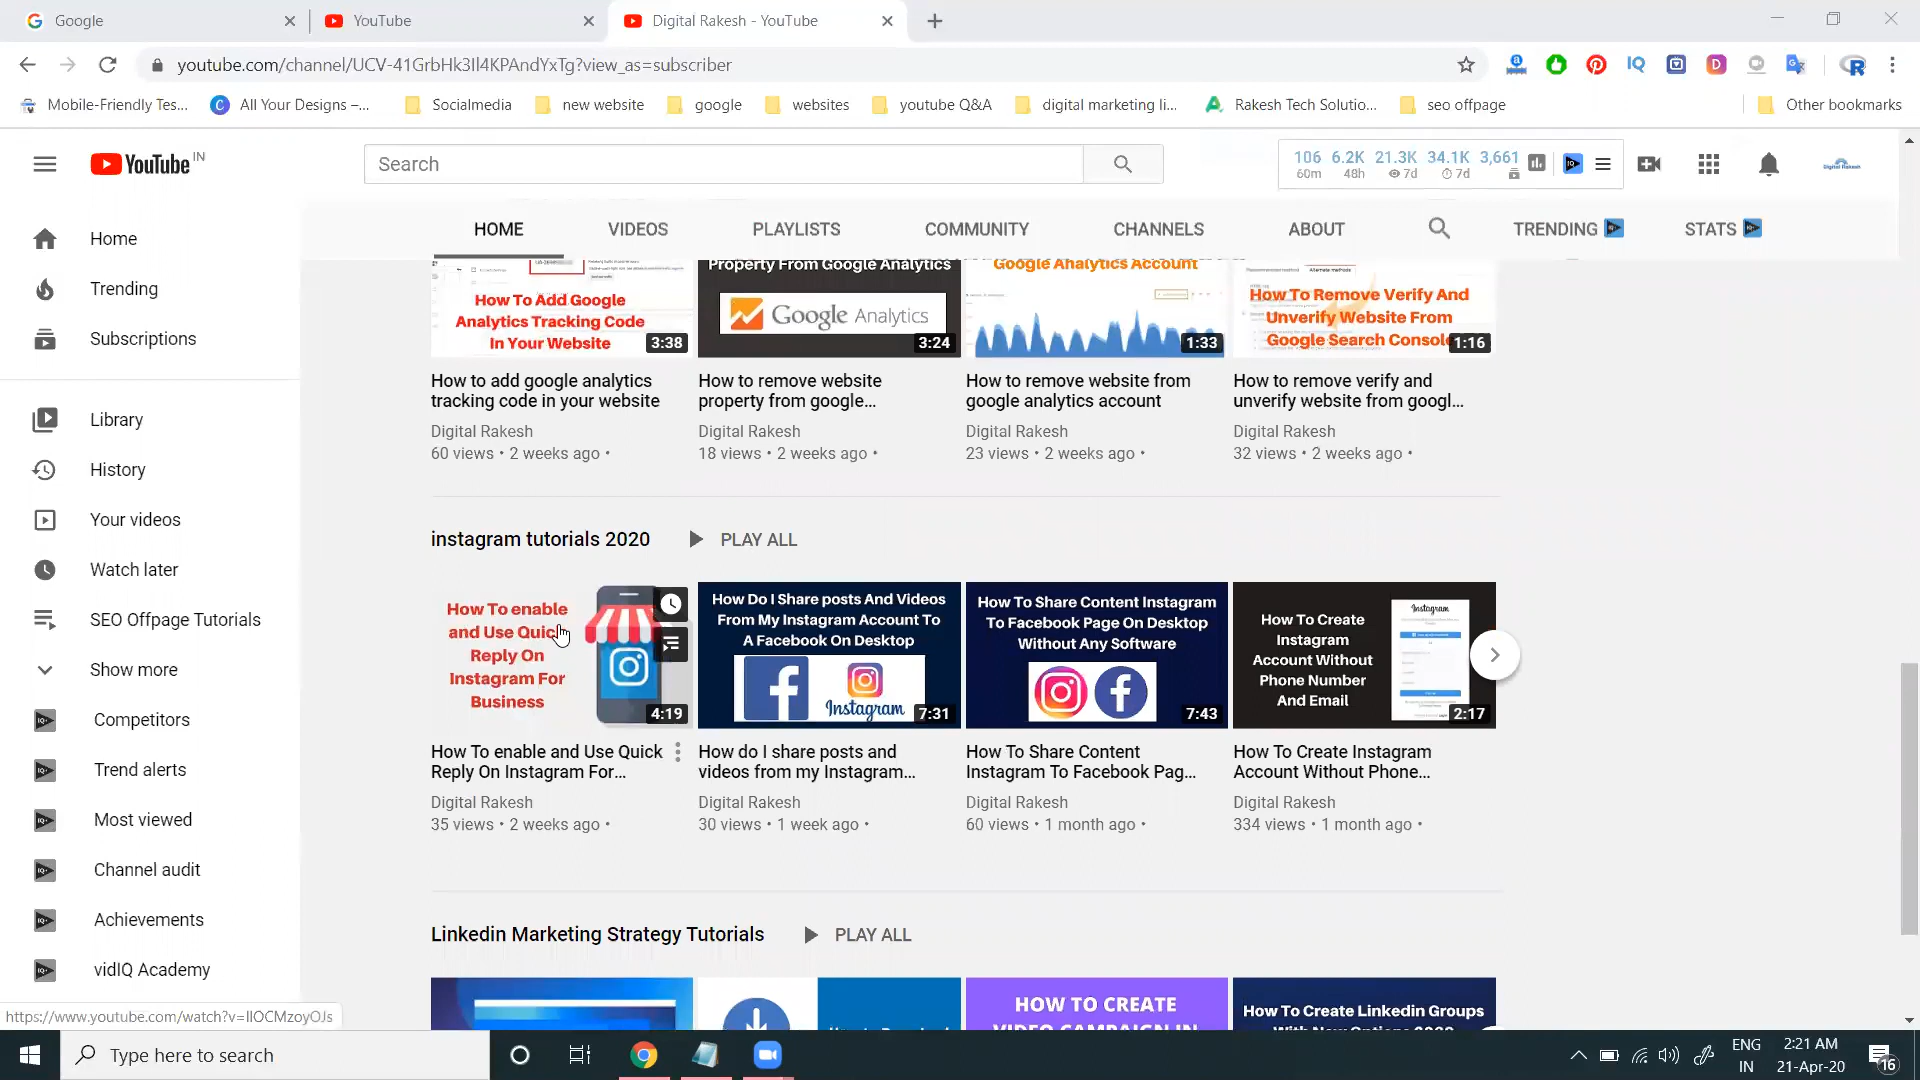 Google
YouTube
Digital Rakesh - YouTube
youtube.com/channel/UCV-41GrbHk3Il4KPAndYxTg?view_as=subscriber
Mobile-Friendly Tes...
All Your Designs –...
Socialmedia
new website
google
websites
youtube Q&A
digital marketing li...
Rakesh Tech Solutio...
seo offpage
Other bookmarks
YouTube IN
Search
106 6.2K 21.3K 34.1K 3,661
60m 48h 7d 7d
Digital Rakesh
HOME
VIDEOS
PLAYLISTS
COMMUNITY
CHANNELS
ABOUT
TRENDING
STATS
Home
Trending
Subscriptions
Library
History
Your videos
Watch later
SEO Offpage Tutorials
Show more
Competitors
Trend alerts
Most viewed
Channel audit
Achievements
vidIQ Academy
How To Add Google
Analytics Tracking Code
In Your Website
3:38
Property From Google Analytics
Google Analytics
3:24
Google Analytics Account
1:33
How To Remove Verify And
Unverify Website From
Google Search Console
1:16
How to add google analytics
tracking code in your website
Digital Rakesh
60 views • 2 weeks ago •
How to remove website
property from google...
Digital Rakesh
18 views • 2 weeks ago •
How to remove website from
google analytics account
Digital Rakesh
23 views • 2 weeks ago •
How to remove verify and
unverify website from googl...
Digital Rakesh
32 views • 2 weeks ago •
instagram tutorials 2020
PLAY ALL
How To enable
and Use Quick
Reply On
Instagram For
Business
4:19
How Do I Share posts And Videos
From My Instagram Account To
A Facebook On Desktop
Instagram
7:31
How To Share Content Instagram
To Facebook Page On Desktop
Without Any Software
7:43
How To Create
Instagram
Account Without
Phone Number
And Email
Instagram
2:17
How To enable and Use Quick
Reply On Instagram For...
Digital Rakesh
35 views • 2 weeks ago •
How do I share posts and
videos from my Instagram...
Digital Rakesh
30 views • 1 week ago •
How To Share Content
Instagram To Facebook Pag...
Digital Rakesh
60 views • 1 month ago •
How To Create Instagram
Account Without Phone...
Digital Rakesh
334 views • 1 month ago •
Linkedin Marketing Strategy Tutorials
PLAY ALL
HOW TO CREATE
VIDEO CAMPAIGN IN
How To Create Linkedin Groups
With New Options 2020
https://www.youtube.com/watch?v=IlOCMzoyOJs
Type here to search
ENG
IN
2:21 AM
21-Apr-20
16